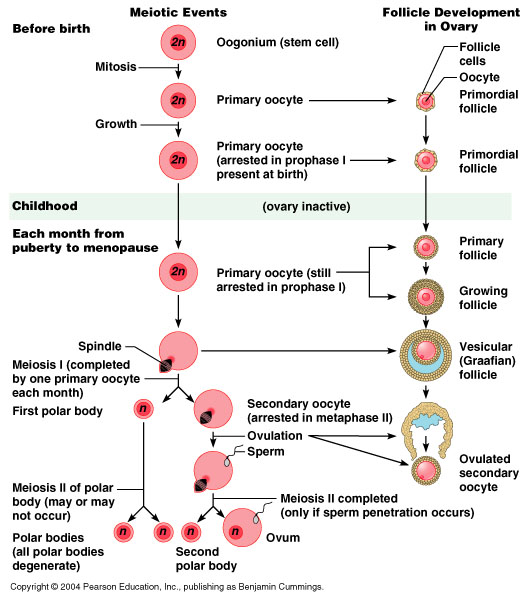 Meiotic Events
Follicle Development
in Ovary
Before birth
2n
Oogonium (stem cell)
Follicle
cells
Mitosis
Oocyte
2n
Primary oocyte
Primordial
follicle
Growth
2n
Primary oocyte
(arrested in prophase I
present at birth)
Primordial
follicle
Childhood
(ovary inactive)
Each month from
puberty to menopause
2n
Primary oocyte (still
arrested in prophase I)
Primary
follicle
Growing
follicle
Spindle
Meiosis I (completed
by one primary oocyte
each month)
Vesicular
(Graafian)
follicle
First polar body
n
Secondary oocyte
(arrested in metaphase II)
Ovulation
Sperm
Ovulated
secondary
oocyte
Meiosis II of polar
body (may or may
not occur)
Meiosis II completed
(only if sperm penetration occurs)
n
n
n
n
Polar bodies
(all polar bodies
degenerate)
Second
polar body
Ovum
Copyright © 2004 Pearson Education, Inc., publishing as Benjamin Cummings.